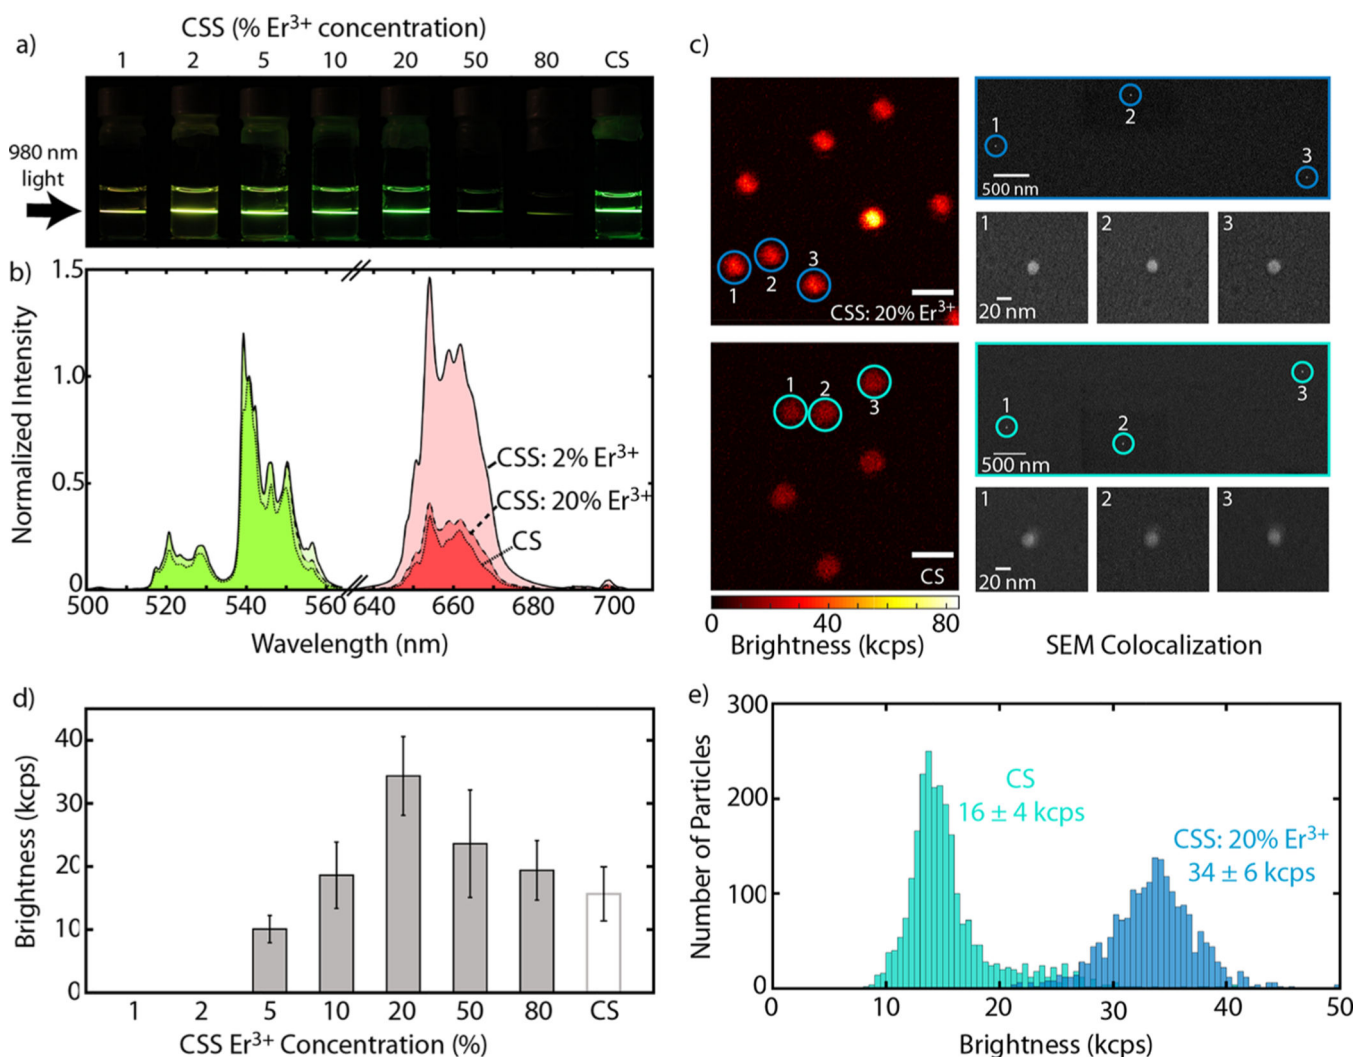 CSS (% Er³⁺ concentration)
a)
1 2 5 10 20 50 80 CS
980 nm
light
b)
1.5
1.0
0.5
0
Normalized Intensity
CSS: 2% Er³⁺
CSS: 20% Er³⁺
CS
500 520 540 560 640 660 700
Wavelength (nm)
c)
1
2
3
CSS: 20% Er³⁺
1
2
3
CS
0 40 80
Brightness (kcps)
1
2
3
500 nm
1 2 3
20 nm
1
2
3
500 nm
1 2 3
20 nm
SEM Colocalization
d)
40
30
20
10
0
Brightness (kcps)
1 2 5 10 20 50 80 CS
CSS Er³⁺ Concentration (%)
e)
300
200
100
0
Number of Particles
CS
16 ± 4 kcps
CSS: 20% Er³⁺
34 ± 6 kcps
0 10 20 30 40 50
Brightness (kcps)